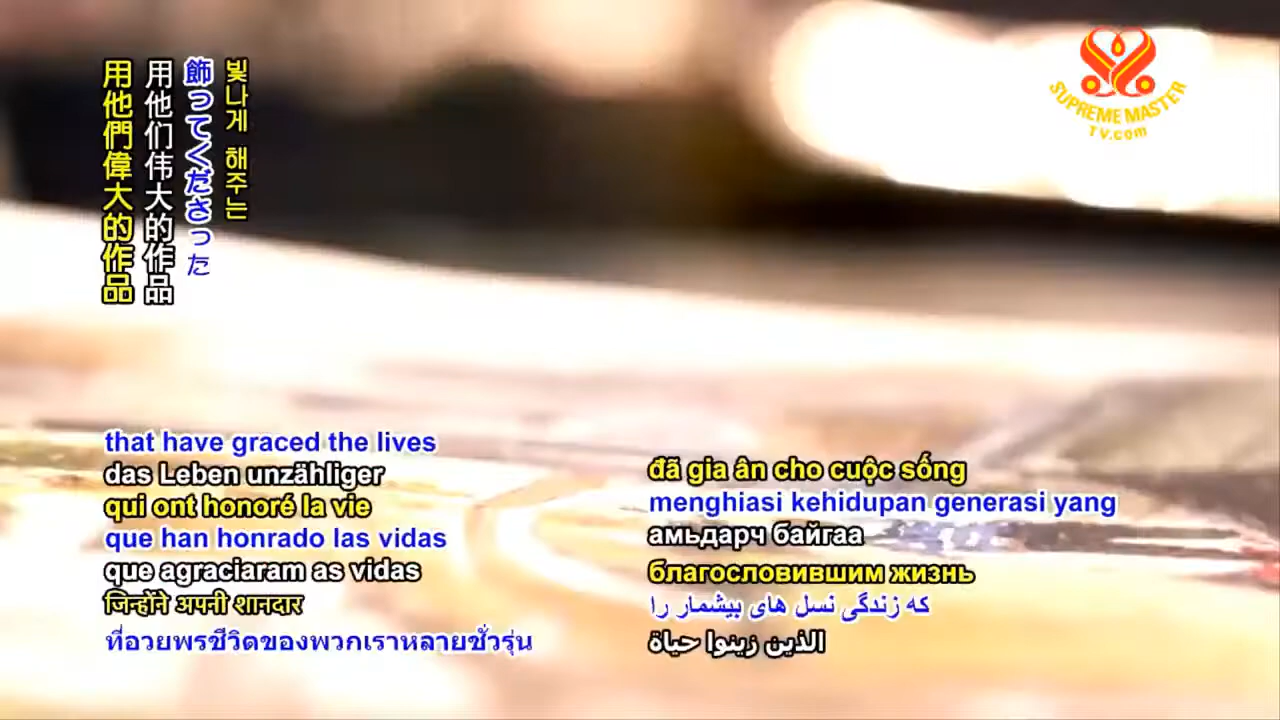 用他們偉大的作品
用他们伟大的作品
飾ってくださった
빛나게 해주는
SUPREME MASTER
TV.com
that have graced the lives
das Leben unzähliger
qui ont honoré la vie
que han honrado las vidas
que agraciaram as vidas
जिन्होंने अपनी शानदार
ที่อวยพรชีวิตของพวกเราหลายชั่วรุ่น
đã gia ân cho cuộc sống
menghiasi kehidupan generasi yang
амьдарч байгаа
благословившим жизнь
که زندگی نسل های بیشمار را
الذين زينوا حياة